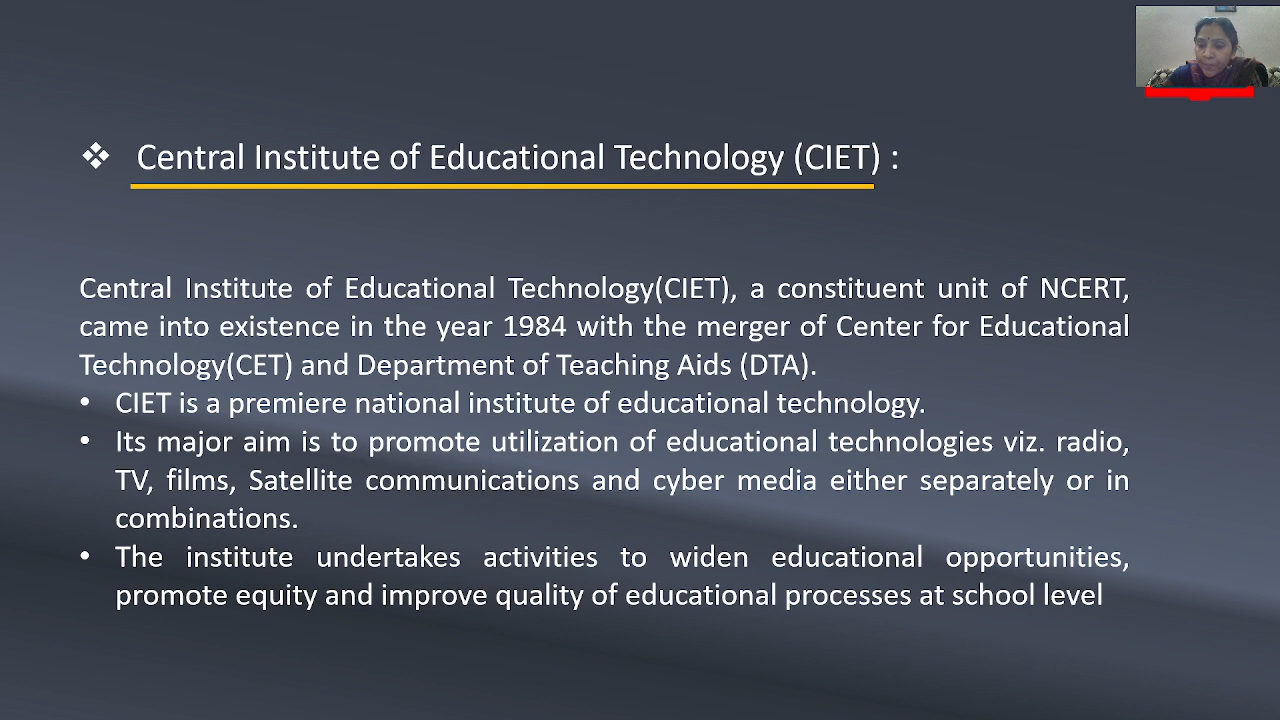 ❖ Central Institute of Educational Technology (CIET) :
Central Institute of Educational Technology(CIET), a constituent unit of NCERT,
came into existence in the year 1984 with the merger of Center for Educational
Technology(CET) and Department of Teaching Aids (DTA).
• CIET is a premiere national institute of educational technology.
• Its major aim is to promote utilization of educational technologies viz. radio,
TV, films, Satellite communications and cyber media either separately or in
combinations.
• The institute undertakes activities to widen educational opportunities,
promote equity and improve quality of educational processes at school level